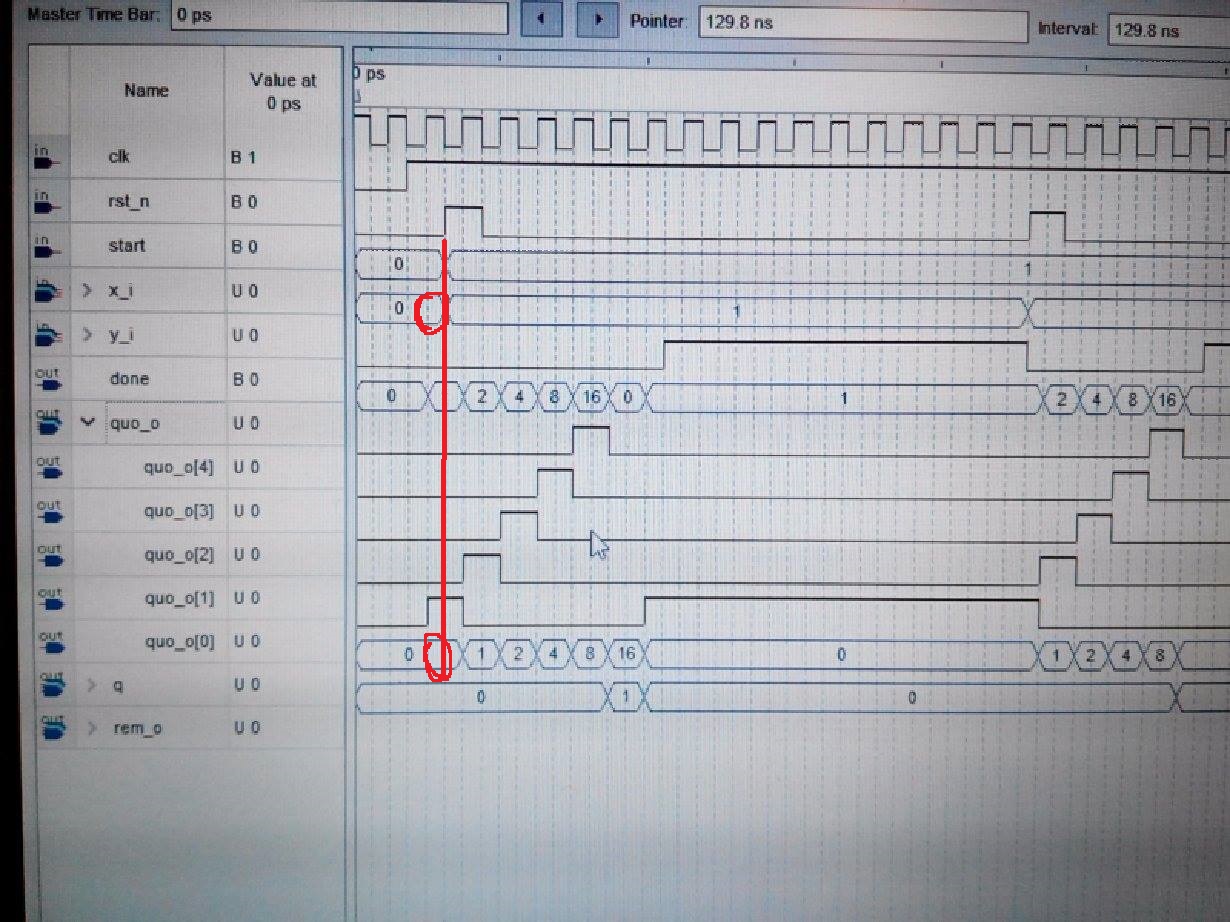 Master Time Bar: 0 ps Pointer: 129.8 ns Interval: 129.8 ns
Name Value at 0 ps 0 ps
in clk B 1
in rst_n B 0
in start B 0
in x_i U 0 0 1
in y_i U 0 0 1
out done B 0
out quo_o U 0 0 2 4 8 16 0 1 2 4 8 16
out quo_o[4] U 0
out quo_o[3] U 0
out quo_o[2] U 0
out quo_o[1] U 0
out quo_o[0] U 0
out q U 0 0 1 2 4 8 16 0 1 2 4 8
out rem_o U 0 0 1 0